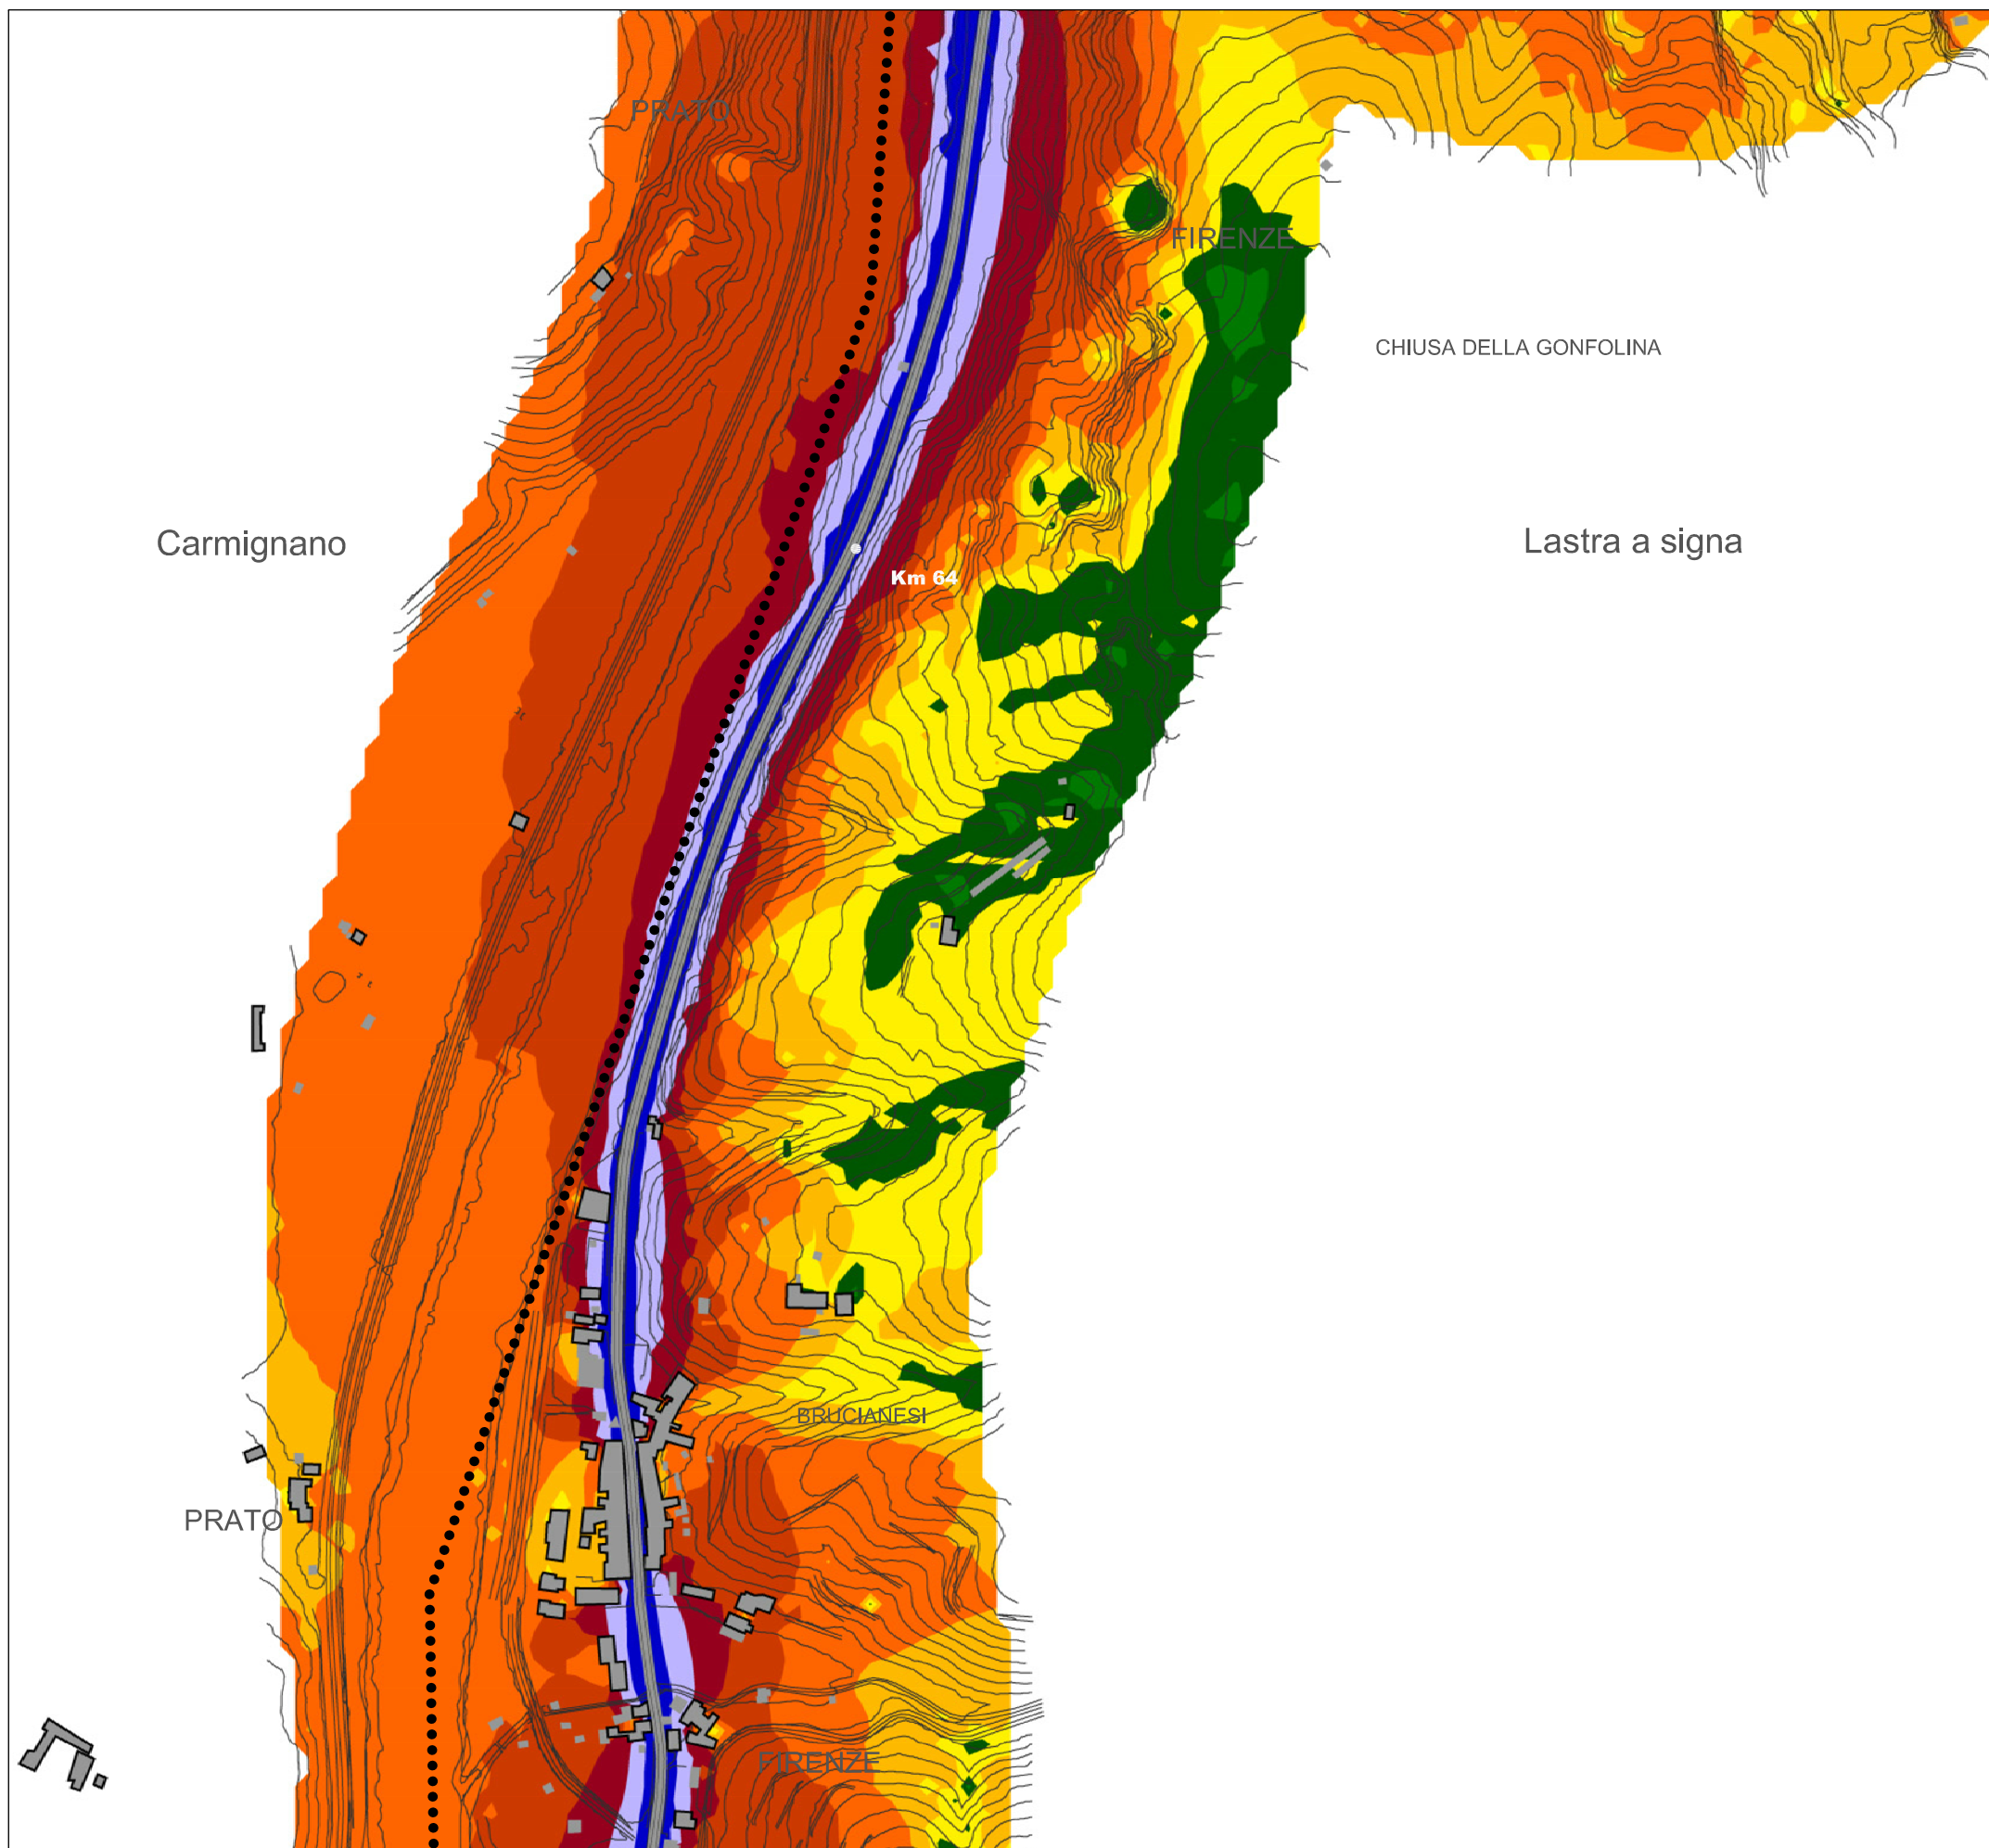 PRATO
FIRENZE
CHIUSA DELLA GONFOLINA
Carmignano
Lastra a signa
Km 64
BRUCIANESI
PRATO
FIRENZE